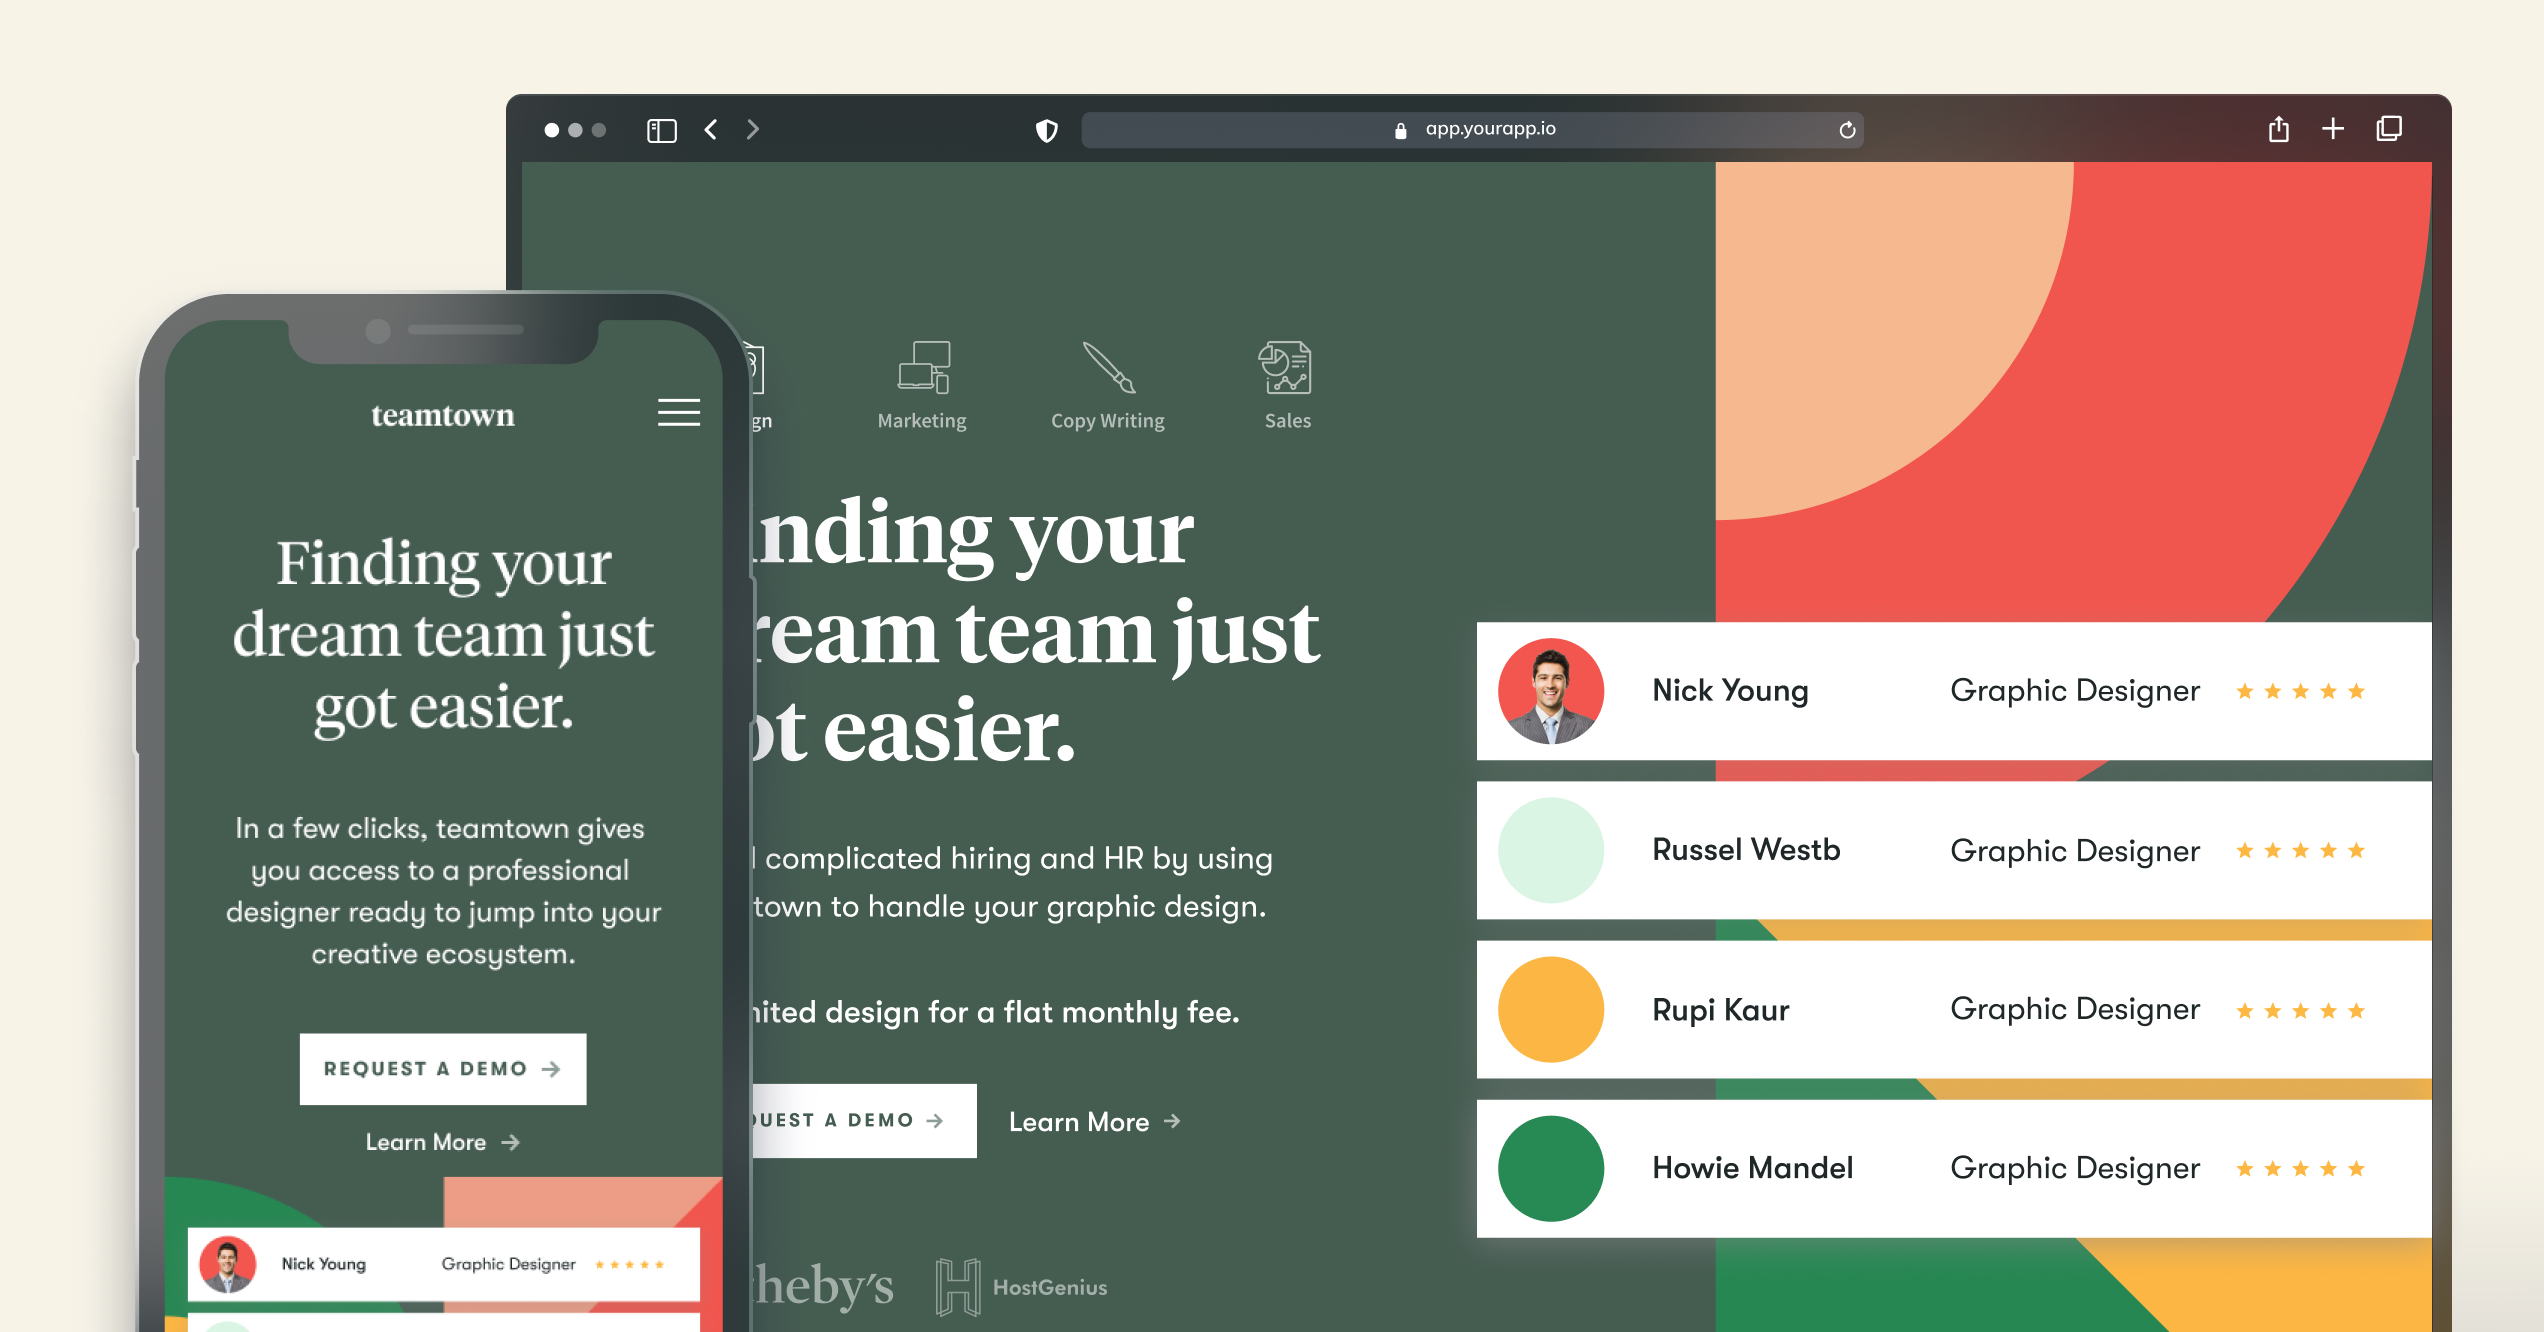 app.yourapp.io
Marketing
Copy Writing
Sales
teamtown
Finding your
dream team just
got easier.
In a few clicks, teamtown gives
you access to a professional
designer ready to jump into your
creative ecosystem.
REQUEST A DEMO
Learn More
Nick Young Graphic Designer
inding your
ream team just
ot easier.
complicated hiring and HR by using
town to handle your graphic design.
ited design for a flat monthly fee.
UEST A DEMO
Learn More
heby's
HostGenius
Nick Young Graphic Designer
Russel Westb Graphic Designer
Rupi Kaur Graphic Designer
Howie Mandel Graphic Designer